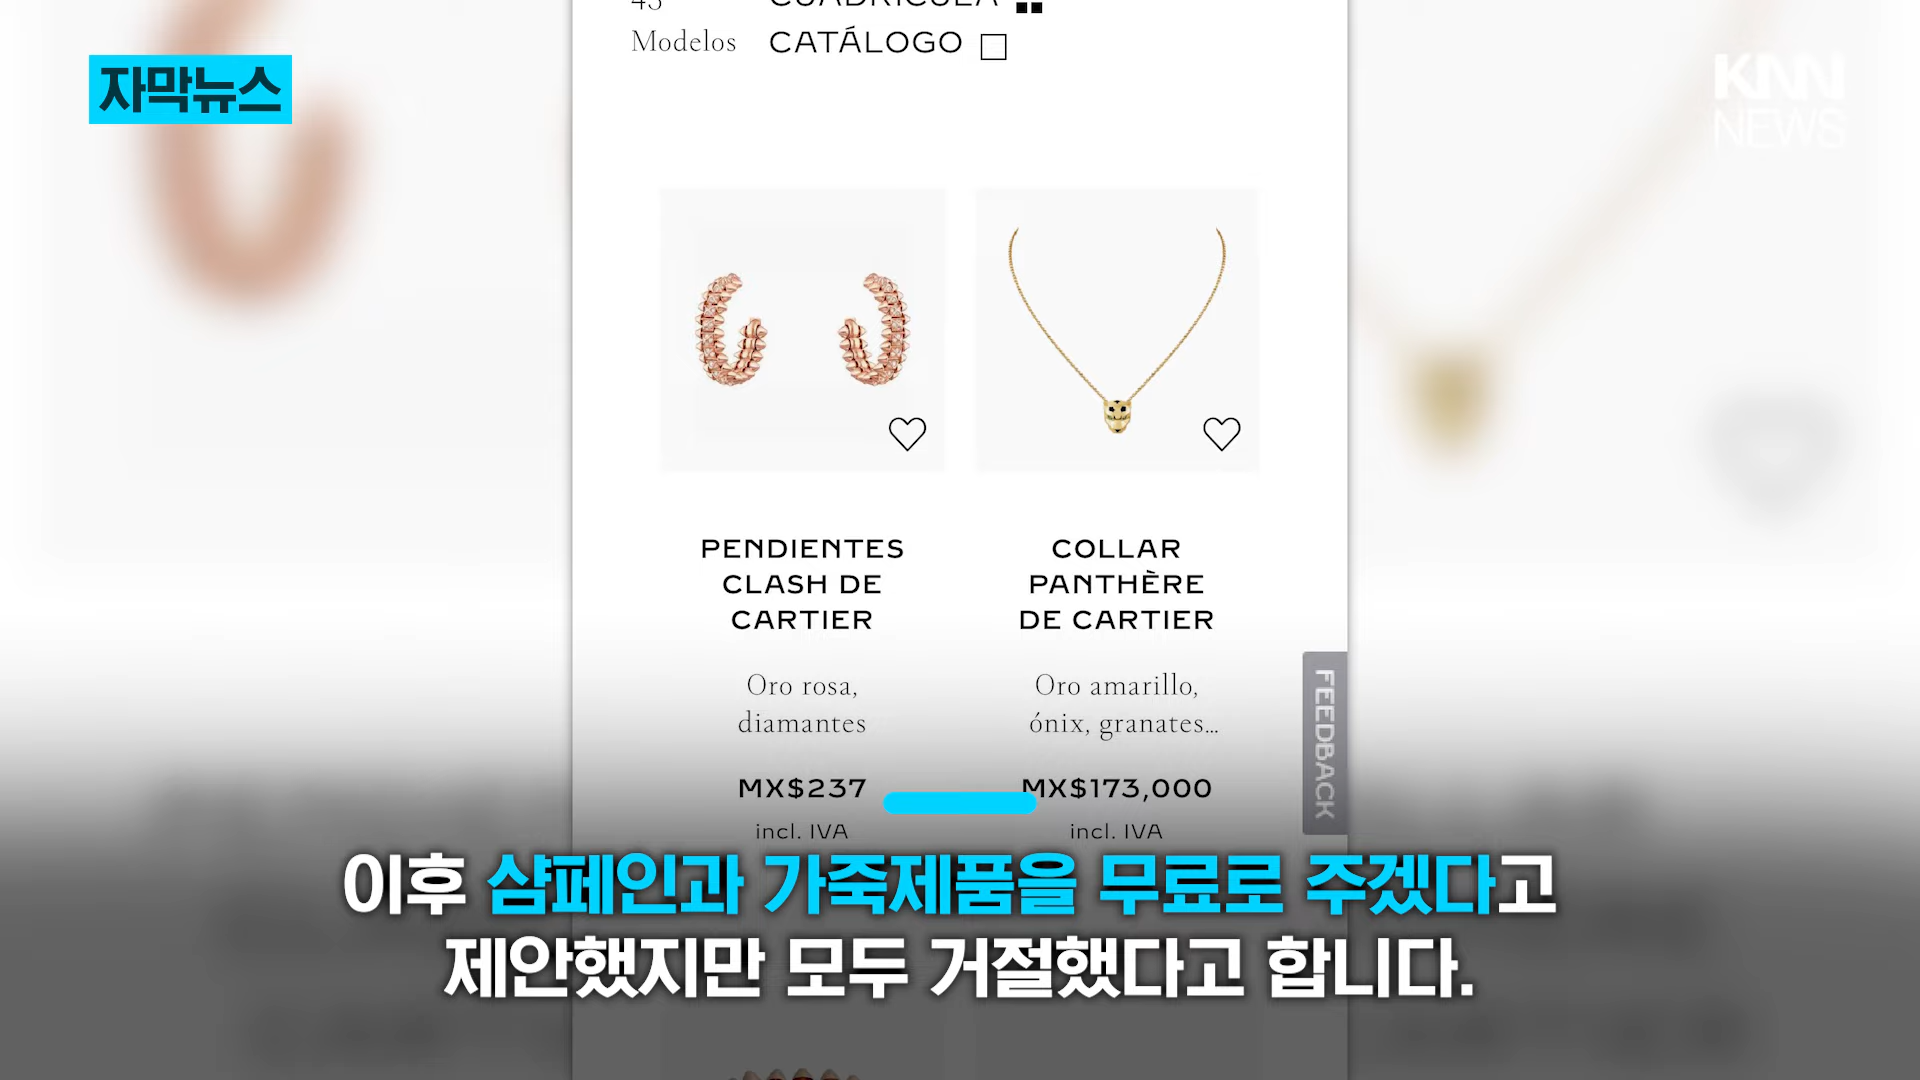 자막뉴스
KNN
NEWS
45 CUADRÍCULA
Modelos CATÁLOGO
PENDIENTES
CLASH DE
CARTIER
Oro rosa,
diamantes
MX$237
incl. IVA
COLLAR
PANTHÈRE
DE CARTIER
Oro amarillo,
ónix, granates...
MX$173,000
incl. IVA
FEEDBACK
이후 샴페인과 가죽제품을 무료로 주겠다고
제안했지만 모두 거절했다고 합니다.